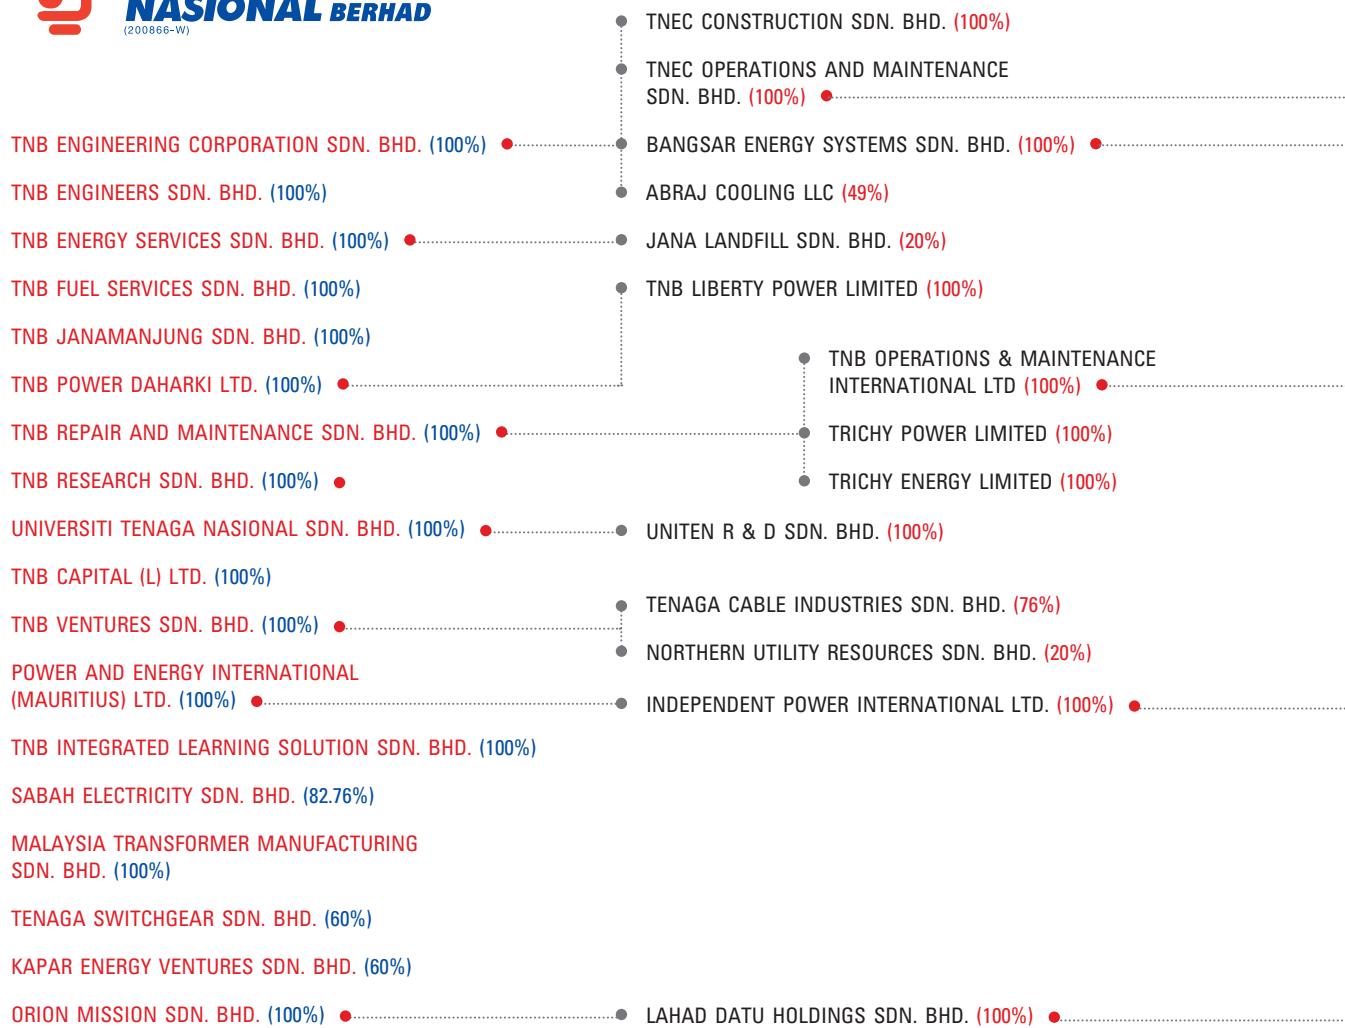 NASIONAL BERHAD
(200866-W)
TNEC CONSTRUCTION SDN. BHD. (100%)
TNEC OPERATIONS AND MAINTENANCE
SDN. BHD. (100%)
TNB ENGINEERING CORPORATION SDN. BHD. (100%)
BANGSAR ENERGY SYSTEMS SDN. BHD. (100%)
TNB ENGINEERS SDN. BHD. (100%)
ABRAJ COOLING LLC (49%)
TNB ENERGY SERVICES SDN. BHD. (100%)
JANA LANDFILL SDN. BHD. (20%)
TNB FUEL SERVICES SDN. BHD. (100%)
TNB LIBERTY POWER LIMITED (100%)
TNB JANAMANJUNG SDN. BHD. (100%)
TNB OPERATIONS & MAINTENANCE
INTERNATIONAL LTD (100%)
TNB POWER DAHARKI LTD. (100%)
TNB REPAIR AND MAINTENANCE SDN. BHD. (100%)
TRICHY POWER LIMITED (100%)
TNB RESEARCH SDN. BHD. (100%)
TRICHY ENERGY LIMITED (100%)
UNIVERSITI TENAGA NASIONAL SDN. BHD. (100%)
UNITEN R & D SDN. BHD. (100%)
TNB CAPITAL (L) LTD. (100%)
TENAGA CABLE INDUSTRIES SDN. BHD. (76%)
TNB VENTURES SDN. BHD. (100%)
NORTHERN UTILITY RESOURCES SDN. BHD. (20%)
POWER AND ENERGY INTERNATIONAL
(MAURITIUS) LTD. (100%)
INDEPENDENT POWER INTERNATIONAL LTD. (100%)
TNB INTEGRATED LEARNING SOLUTION SDN. BHD. (100%)
SABAH ELECTRICITY SDN. BHD. (82.76%)
MALAYSIA TRANSFORMER MANUFACTURING
SDN. BHD. (100%)
TENAGA SWITCHGEAR SDN. BHD. (60%)
KAPAR ENERGY VENTURES SDN. BHD. (60%)
ORION MISSION SDN. BHD. (100%)
LAHAD DATU HOLDINGS SDN. BHD. (100%)